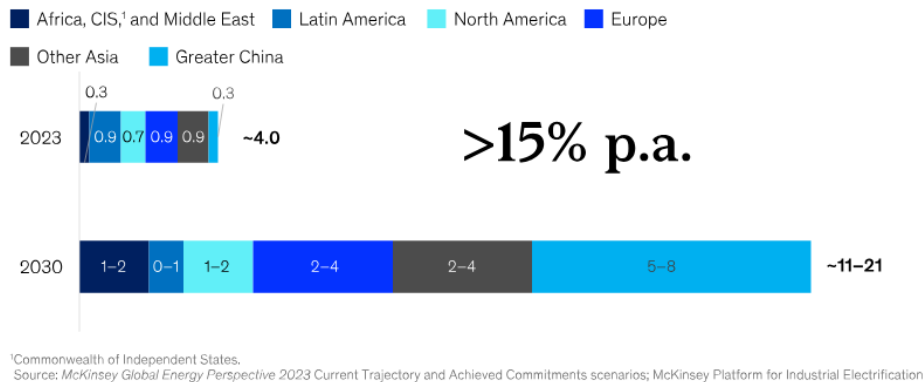 Africa, CIS,¹ and Middle East Latin America North America Europe
Other Asia Greater China
0.3 0.3
2023 0.9 0.7 0.9 0.9 ~4.0
>15% p.a.
2030 1–2 0–1 1–2 2–4 2–4 5–8 ~11–21
¹Commonwealth of Independent States.
Source: McKinsey Global Energy Perspective 2023 Current Trajectory and Achieved Commitments scenarios; McKinsey Platform for Industrial Electrification